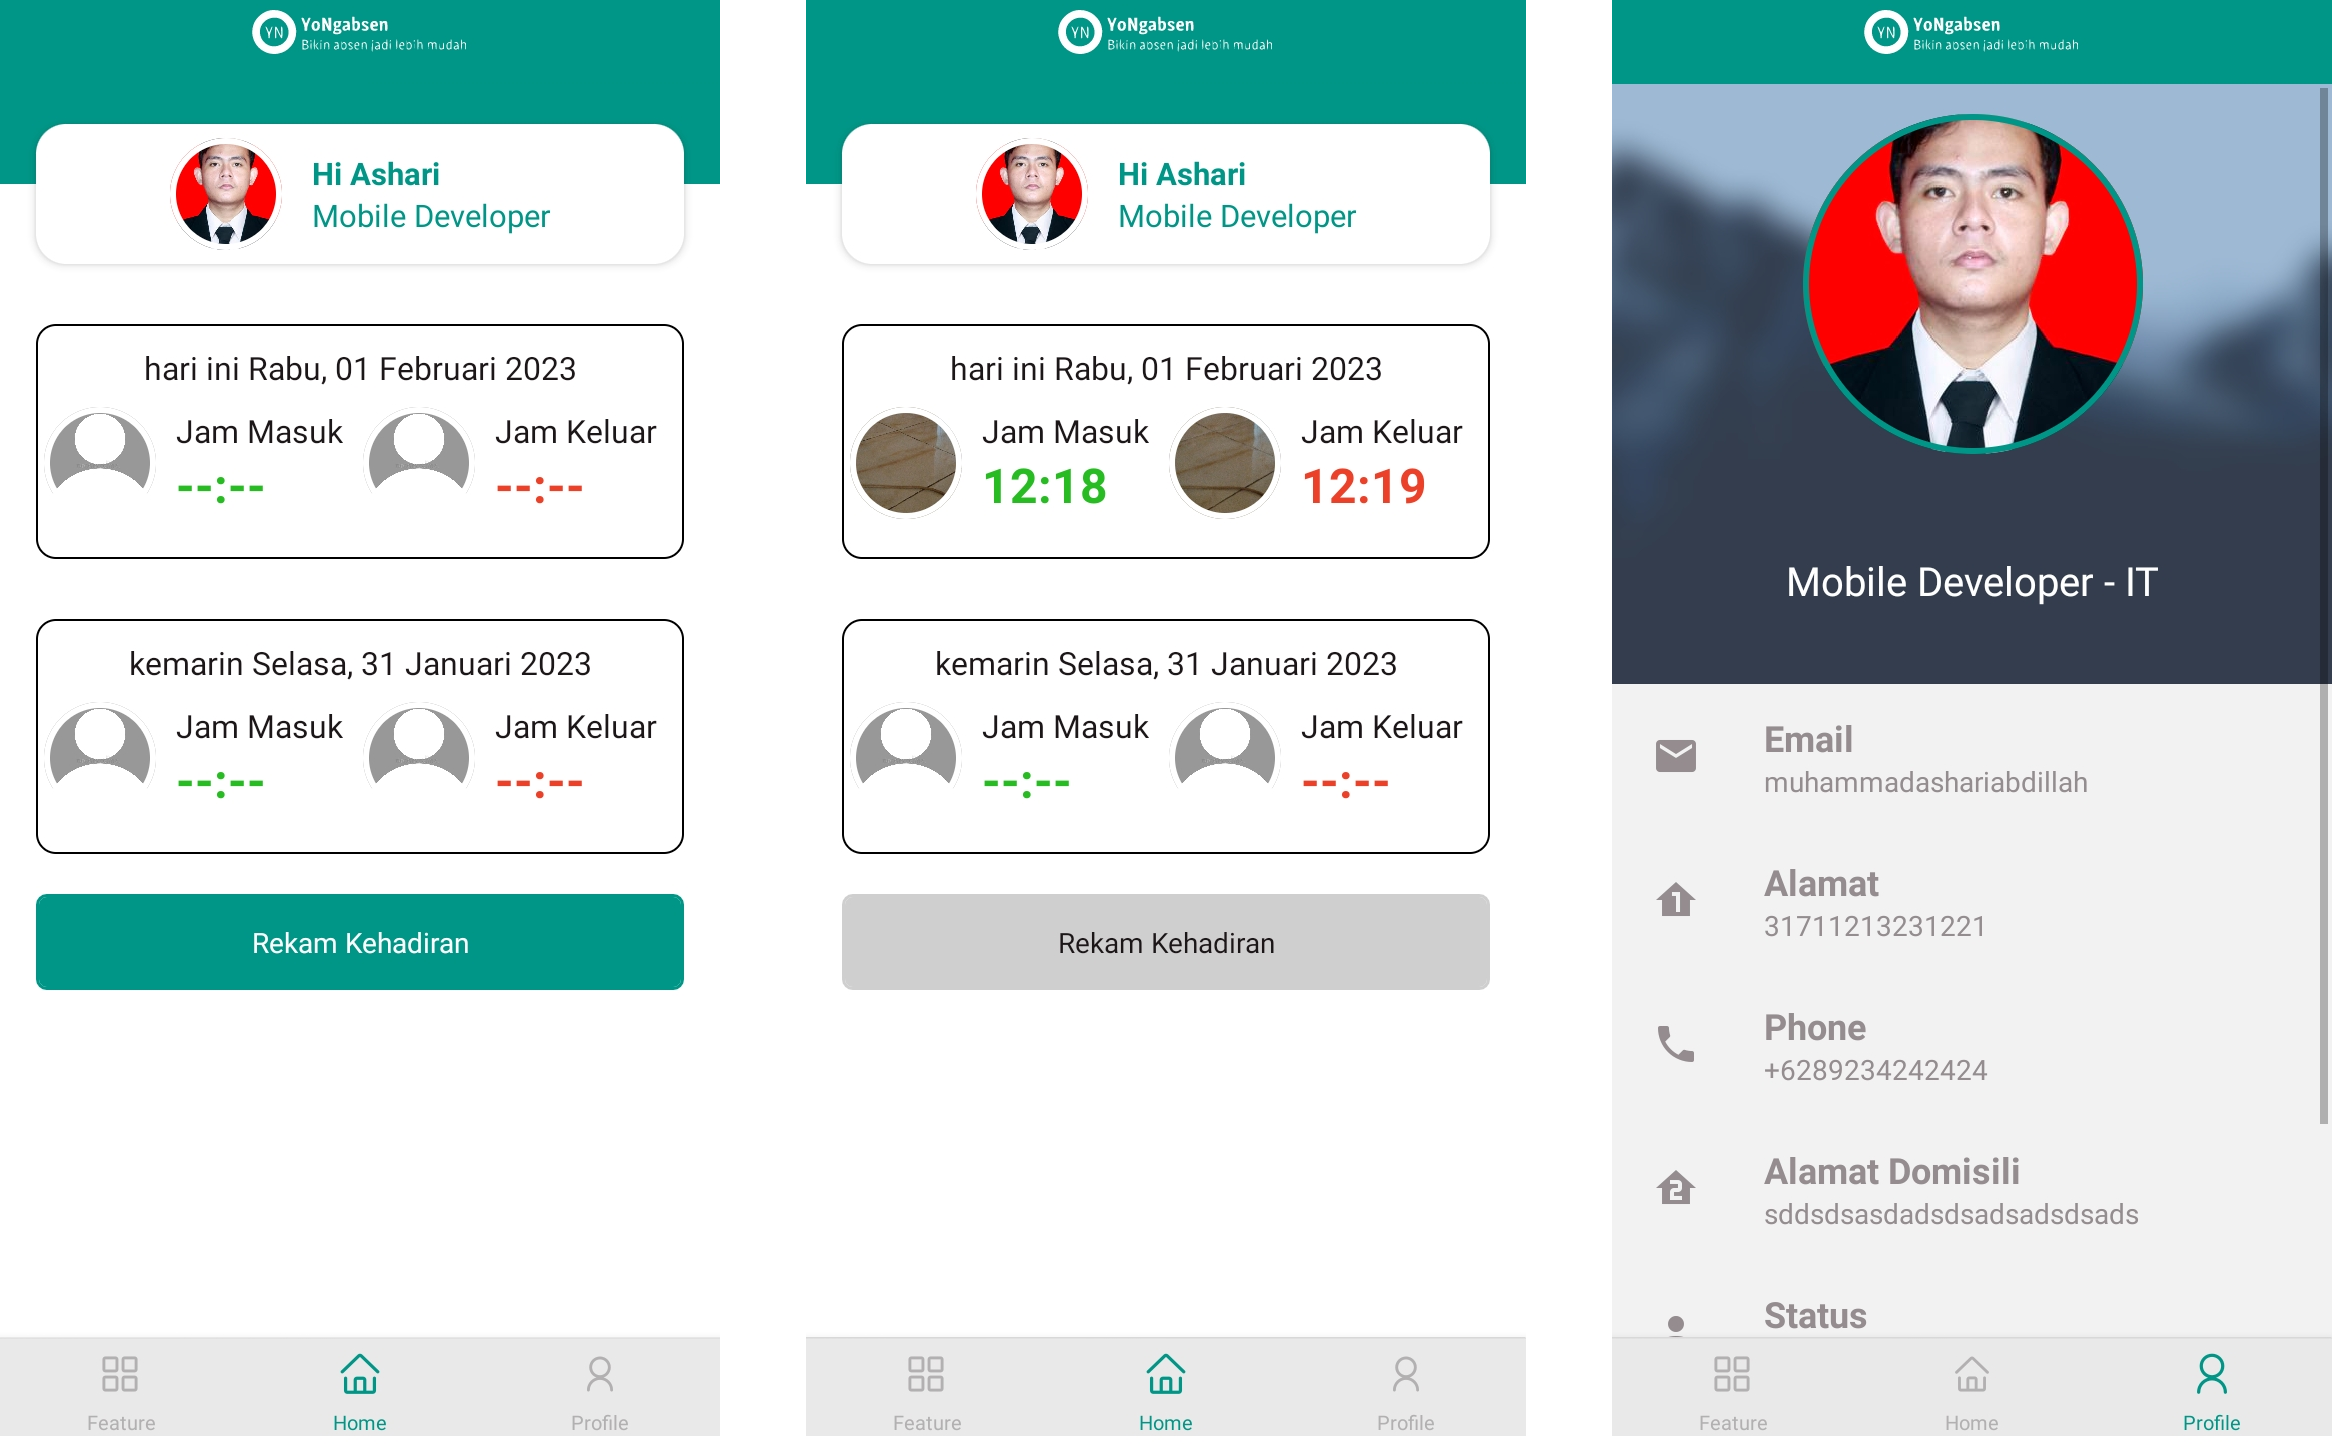 YN
YoNgabsen
Bikin absen jadi lebih mudah
Hi Ashari
Mobile Developer
hari ini Rabu, 01 Februari 2023
Jam Masuk
--:--
Jam Keluar
--:--
kemarin Selasa, 31 Januari 2023
Jam Masuk
--:--
Jam Keluar
--:--
Rekam Kehadiran
Feature
Home
Profile
YN
YoNgabsen
Bikin absen jadi lebih mudah
Hi Ashari
Mobile Developer
hari ini Rabu, 01 Februari 2023
Jam Masuk
12:18
Jam Keluar
12:19
kemarin Selasa, 31 Januari 2023
Jam Masuk
--:--
Jam Keluar
--:--
Rekam Kehadiran
Feature
Home
Profile
YN
YoNgabsen
Bikin absen jadi lebih mudah
Mobile Developer - IT
Email
muhammadashariabdillah
Alamat
31711213231221
Phone
+6289234242424
Alamat Domisili
sddsdsasdadsdsadsadsdsads
Status
Feature
Home
Profile